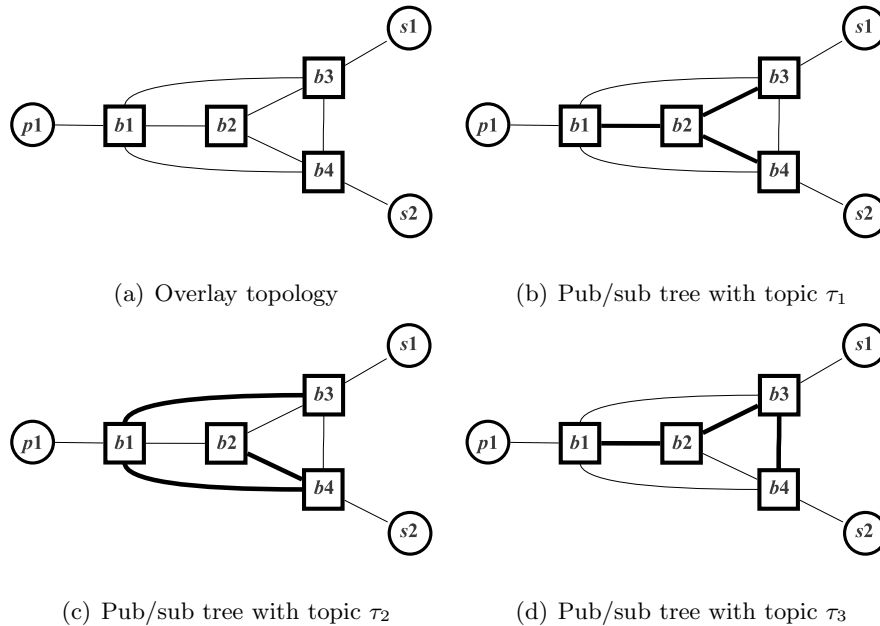 s1
b3
p1
b1
b2
b4
s2
(a) Overlay topology
s1
b3
p1
b1
b2
b4
s2
(b) Pub/sub tree with topic τ1
s1
b3
p1
b1
b2
b4
s2
(c) Pub/sub tree with topic τ2
s1
b3
p1
b1
b2
b4
s2
(d) Pub/sub tree with topic τ3